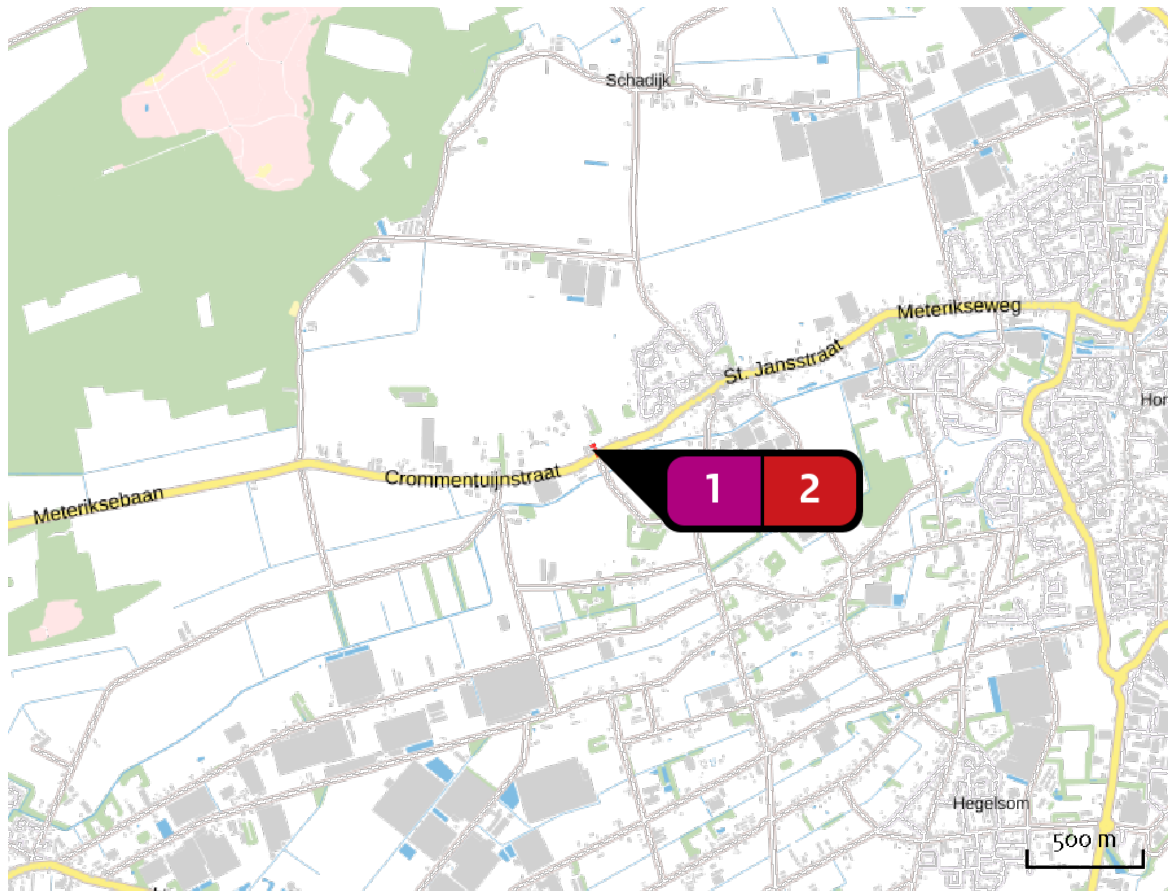 Schadijk
Meterikseweg
St. Jansstraat
Hor
Crommentuijnstraat
Meteriksebaan
1 2
Hegelsom
500 m